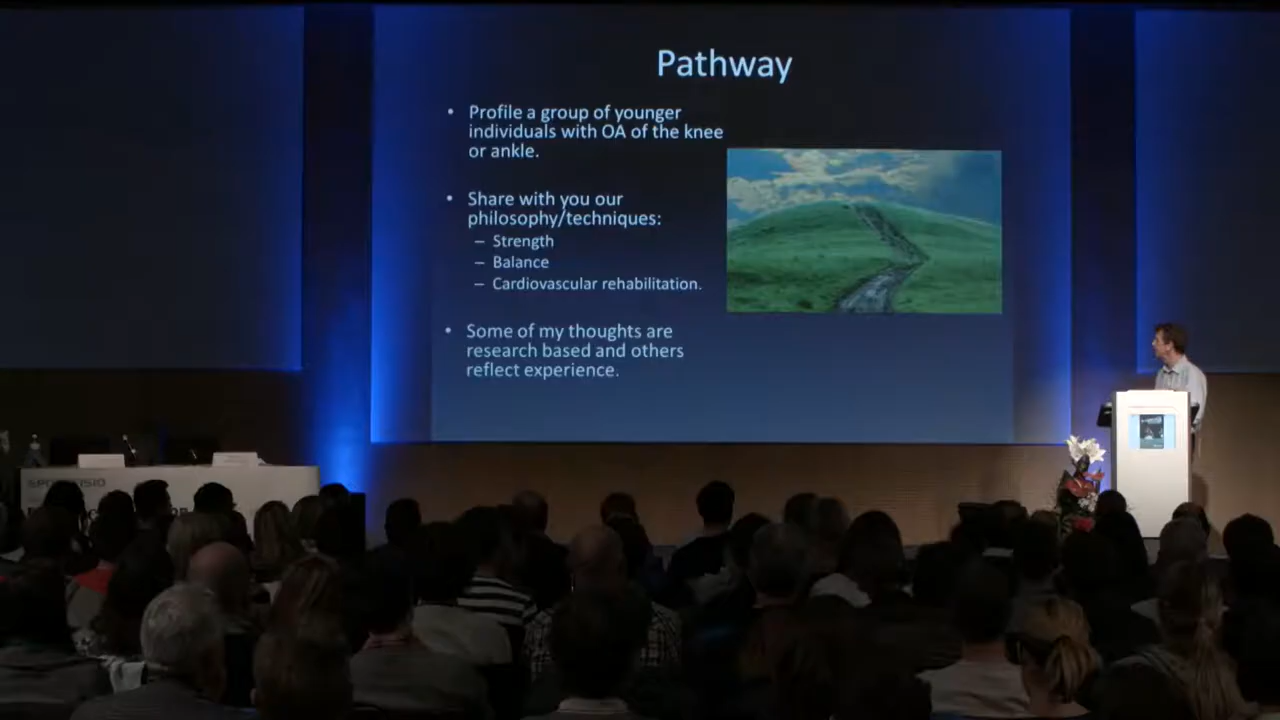 Pathway
• Profile a group of younger
individuals with OA of the knee
or ankle.
• Share with you our
philosophy/techniques:
– Strength
– Balance
– Cardiovascular rehabilitation.
• Some of my thoughts are
research based and others
reflect experience.